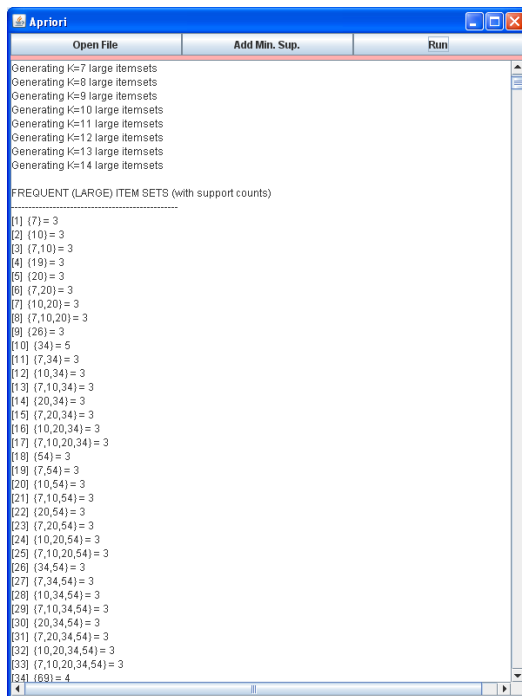 Apriori
Open File Add Min. Sup. Run
Generating K=7 large itemsets
Generating K=8 large itemsets
Generating K=9 large itemsets
Generating K=10 large itemsets
Generating K=11 large itemsets
Generating K=12 large itemsets
Generating K=13 large itemsets
Generating K=14 large itemsets
FREQUENT (LARGE) ITEM SETS (with support counts)
------------------------------------------------
[1] {7} = 3
[2] {10} = 3
[3] {7,10} = 3
[4] {19} = 3
[5] {20} = 3
[6] {7,20} = 3
[7] {10,20} = 3
[8] {7,10,20} = 3
[9] {26} = 3
[10] {34} = 5
[11] {7,34} = 3
[12] {10,34} = 3
[13] {7,10,34} = 3
[14] {20,34} = 3
[15] {7,20,34} = 3
[16] {10,20,34} = 3
[17] {7,10,20,34} = 3
[18] {54} = 3
[19] {7,54} = 3
[20] {10,54} = 3
[21] {7,10,54} = 3
[22] {20,54} = 3
[23] {7,20,54} = 3
[24] {10,20,54} = 3
[25] {7,10,20,54} = 3
[26] {34,54} = 3
[27] {7,34,54} = 3
[28] {10,34,54} = 3
[29] {7,10,34,54} = 3
[30] {20,34,54} = 3
[31] {7,20,34,54} = 3
[32] {10,20,34,54} = 3
[33] {7,10,20,34,54} = 3
[34] {69} = 4